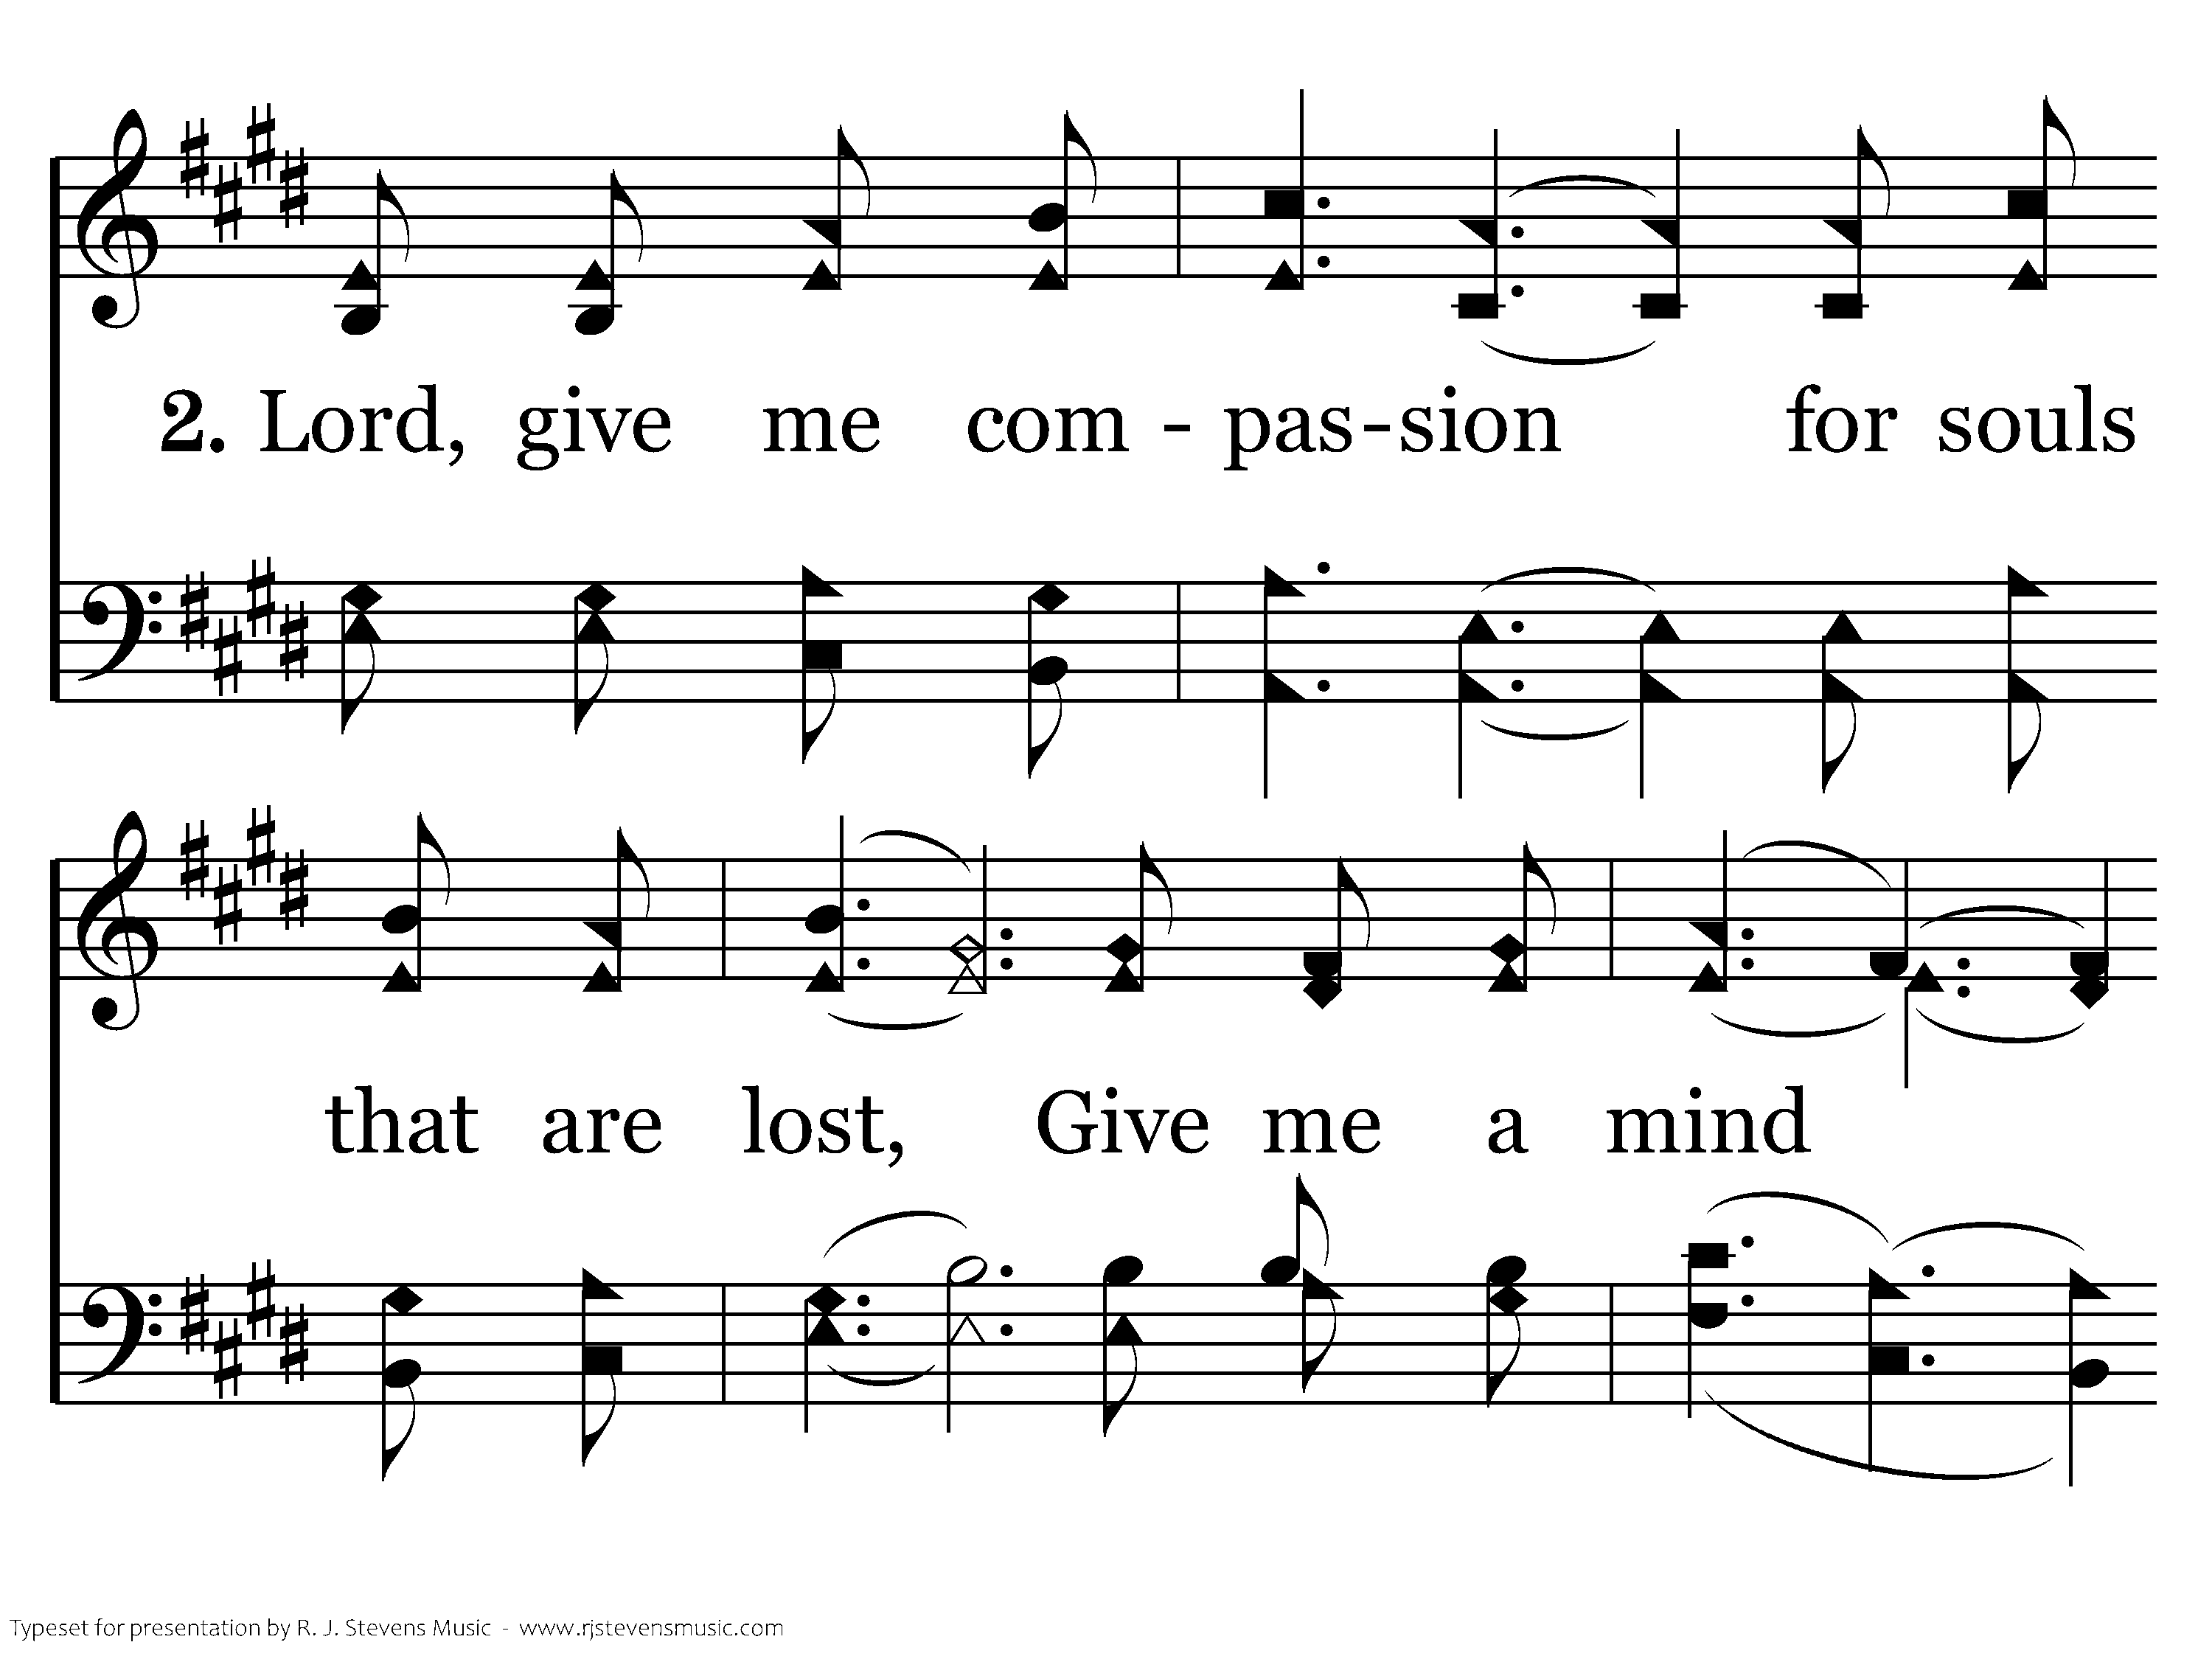 2. Lord, give me com - pas - sion for souls
that are lost, Give me a mind
Typeset for presentation by R. J. Stevens Music - www.rjstevensmusic.com